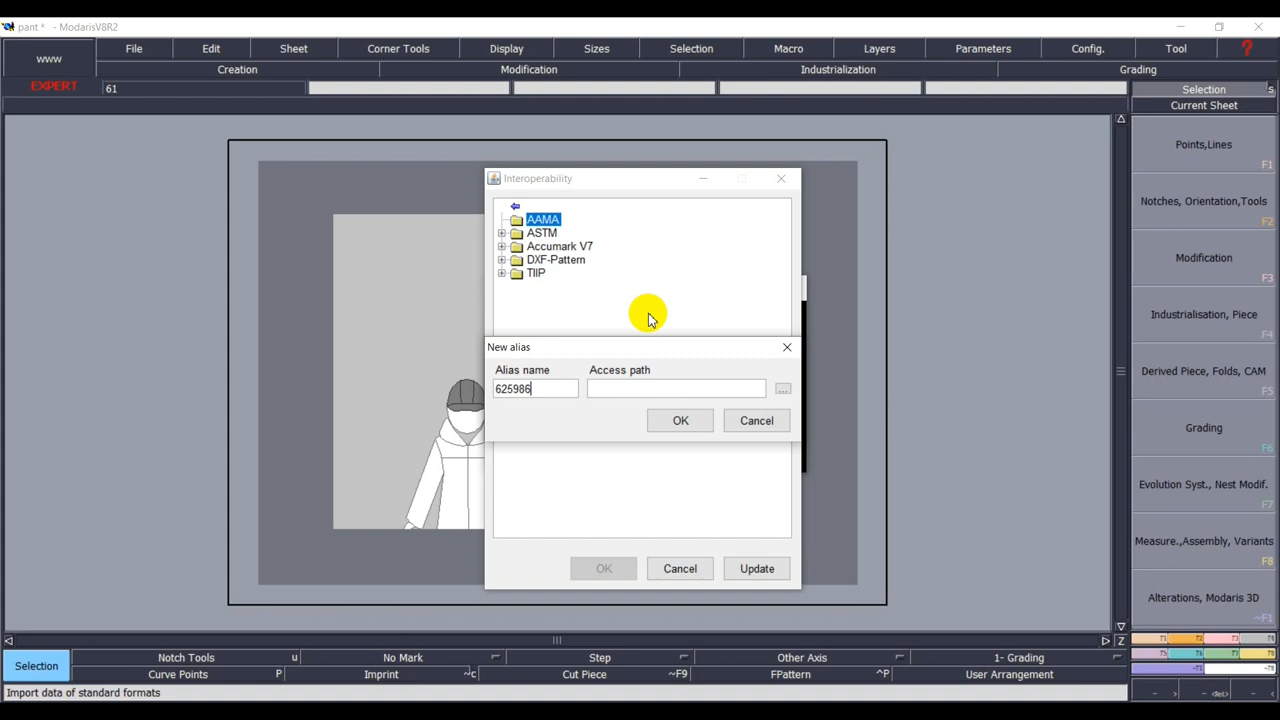 pant * - ModarisV8R2
www
File Edit Sheet Corner Tools Display Sizes Selection Macro Layers Parameters Config. Tool ?
Creation Modification Industrialization Grading
EXPERT 61
Selection s
Current Sheet
Points,Lines
F1
Notches, Orientation,Tools
F2
Modification
F3
Industrialisation, Piece
F4
Derived Piece, Folds, CAM
F5
Grading
F6
Evolution Syst., Nest Modif.
F7
Measure.,Assembly, Variants
F8
Alterations, Modaris 3D
~F1
Interoperability
AAMA
ASTM
Accumark V7
DXF-Pattern
TIIP
New alias
Alias name Access path
625986
...
OK Cancel
OK Cancel Update
Z
Selection
Notch Tools u No Mark Step Other Axis 1- Grading
Curve Points P Imprint ~c Cut Piece ~F9 FPattern ^P User Arrangement
Import data of standard formats